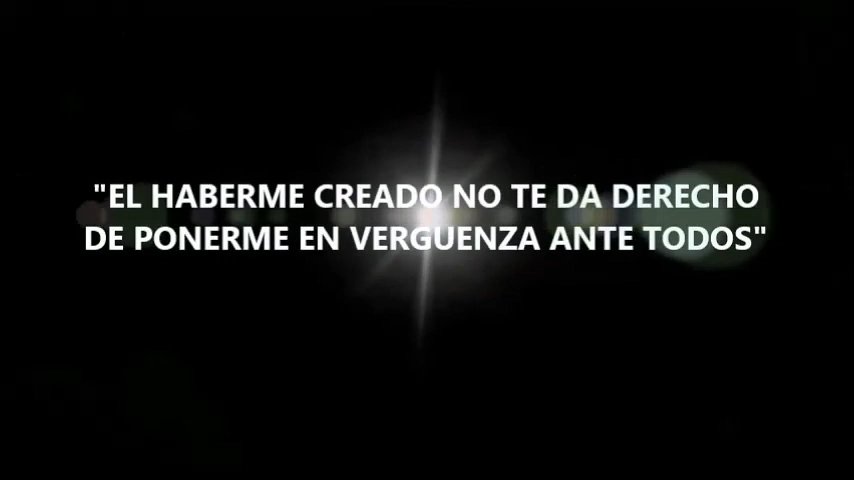 "EL HABERME CREADO NO TE DA DERECHO
DE PONERME EN VERGUENZA ANTE TODOS"